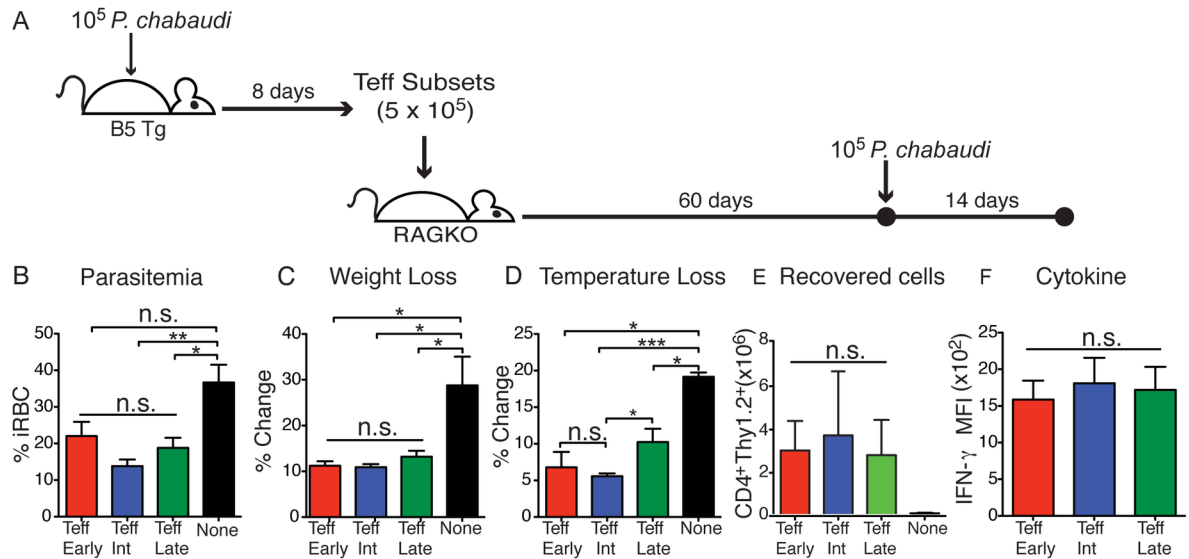 A
10⁵ P. chabaudi
B5 Tg
8 days
Teff Subsets
(5 x 10⁵)
RAGKO
60 days
10⁵ P. chabaudi
14 days
B Parasitemia
n.s.
**
*
n.s.
% iRBC
50
40
30
20
10
0
Teff Early
Teff Int
Teff Late
None
C Weight Loss
*
*
*
n.s.
% Change
40
30
20
10
0
Teff Early
Teff Int
Teff Late
None
D Temperature Loss
*
***
*
*
n.s.
% Change
25
20
15
10
5
0
Teff Early
Teff Int
Teff Late
None
E Recovered cells
n.s.
CD4⁺Thy1.2⁺(x10⁶)
8
6
4
2
0
Teff Early
Teff Int
Teff Late
None
F Cytokine
n.s.
IFN-γ MFI (x10²)
25
20
15
10
5
0
Teff Early
Teff Int
Teff Late